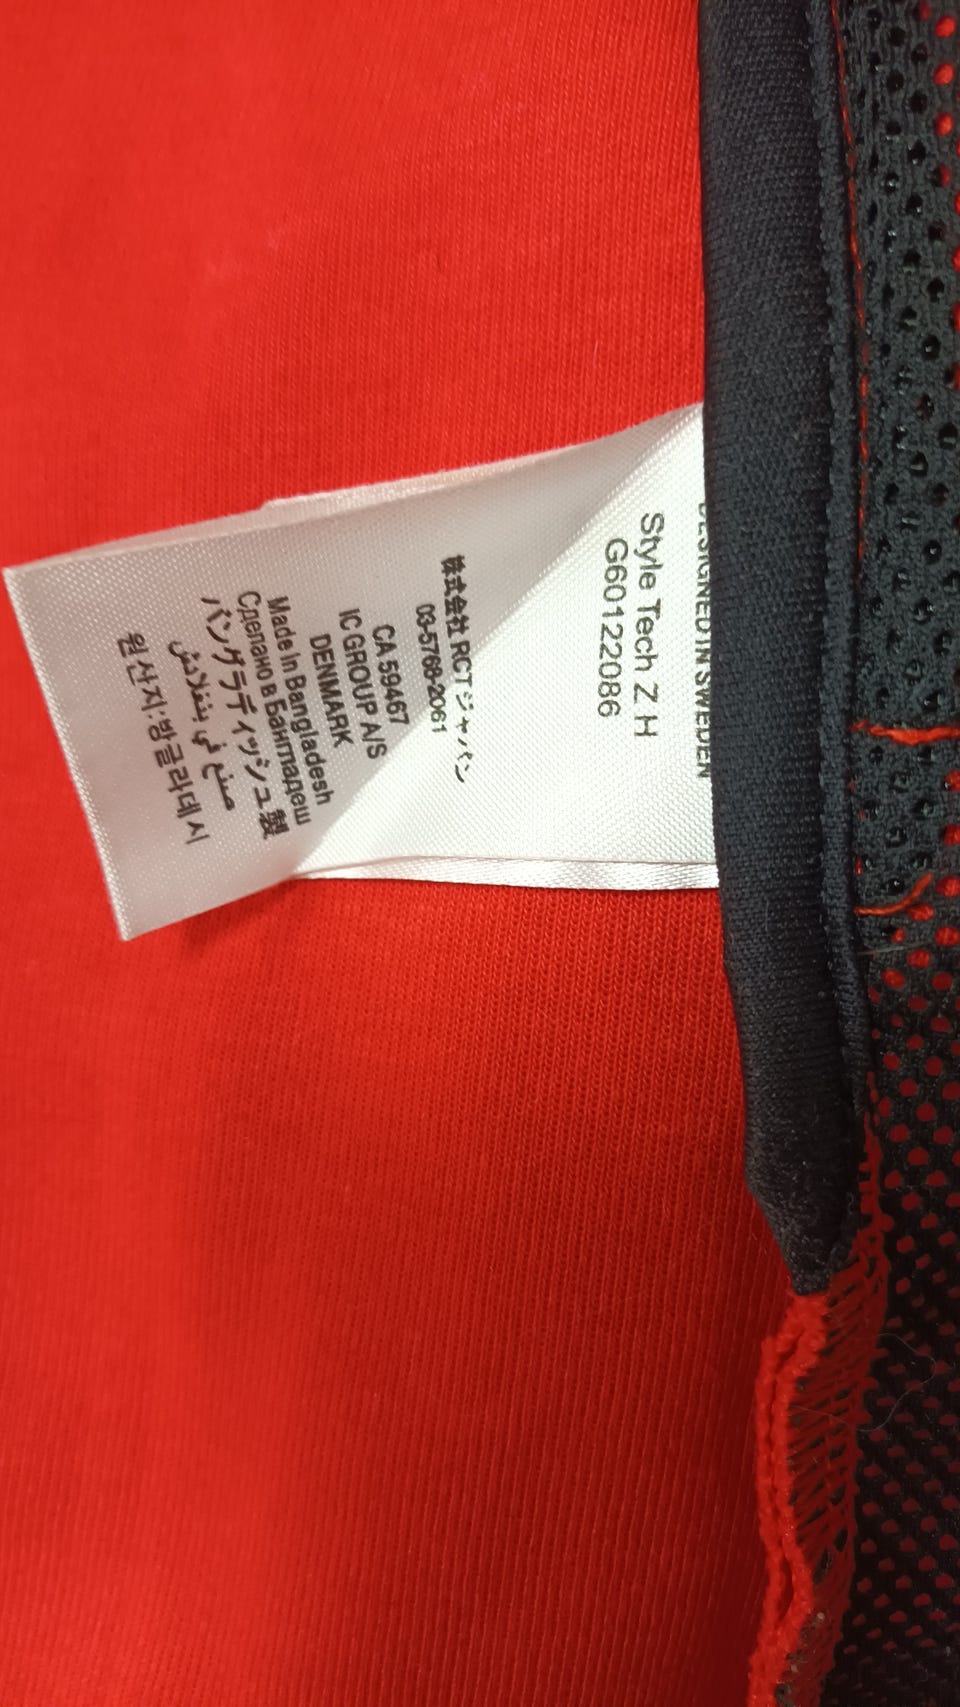 DESIGNED IN SWEDEN
Style Tech Z H
G60122086
株式会社 RCTジャパン
03-5768-2061
CA 59467
IC GROUP A/S
DENMARK
Made in Bangladesh
Сделано в Бангладеш
バングラディッシュ製
صنع في بنغلادش
원산지:방글라데시